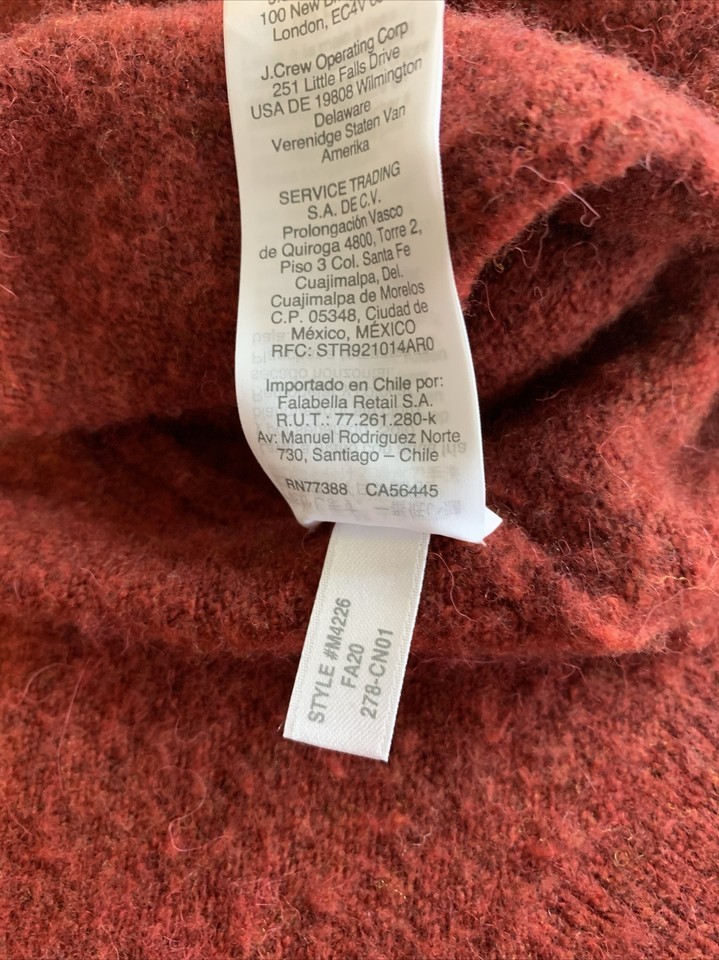 100 New
London, EC4V
J.Crew Operating Corp
251 Little Falls Drive
USA DE 19808 Wilmington
Delaware
Verenidge Staten Van
Amerika
SERVICE TRADING
S.A. DE C.V.
Prolongación Vasco
de Quiroga 4800, Torre 2,
Piso 3 Col. Santa Fe
Cuajimalpa, Del.
Cuajimalpa de Morelos
C.P. 05348, Ciudad de
México, MÉXICO
RFC: STR921014AR0
Importado en Chile por:
Falabella Retail S.A.
R.U.T.: 77.261.280-k
Av: Manuel Rodriguez Norte
730, Santiago – Chile
RN77388 CA56445
STYLE #M4226
FA20
278-CN01